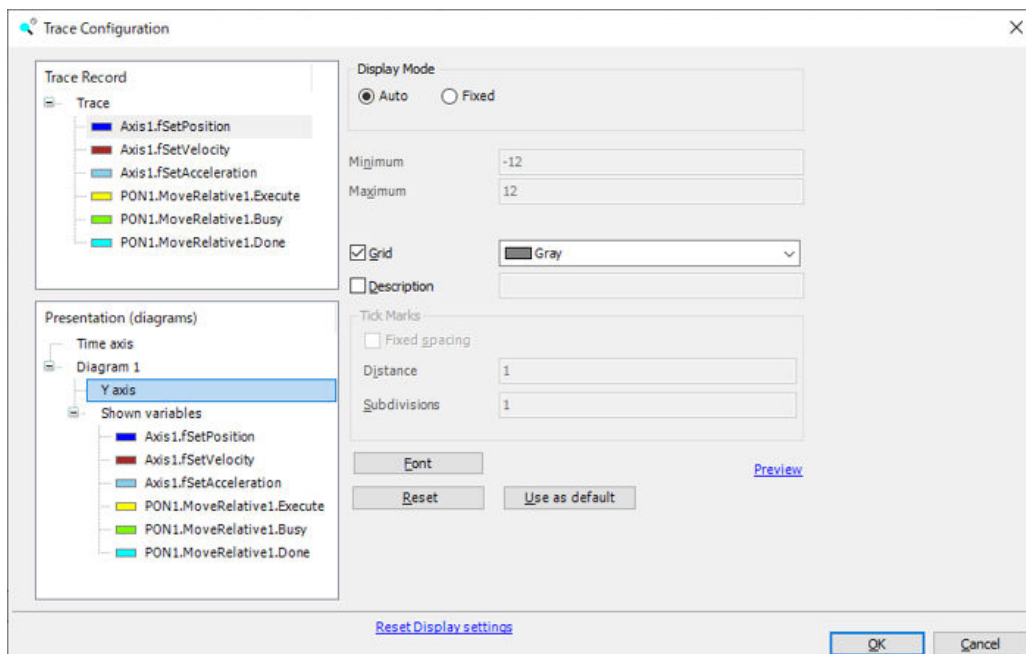 Trace Configuration
Trace Record
Trace
Axis1.fSetPosition
Axis1.fSetVelocity
Axis1.fSetAcceleration
PON1.MoveRelative1.Execute
PON1.MoveRelative1.Busy
PON1.MoveRelative1.Done
Presentation (diagrams)
Time axis
Diagram 1
Y axis
Shown variables
Axis1.fSetPosition
Axis1.fSetVelocity
Axis1.fSetAcceleration
PON1.MoveRelative1.Execute
PON1.MoveRelative1.Busy
PON1.MoveRelative1.Done
Display Mode
Auto Fixed
Minimum -12
Maximum 12
Grid Gray
Description
Tick Marks
Fixed spacing
Distance 1
Subdivisions 1
Font
Preview
Reset Use as default
Reset Display settings
OK Cancel